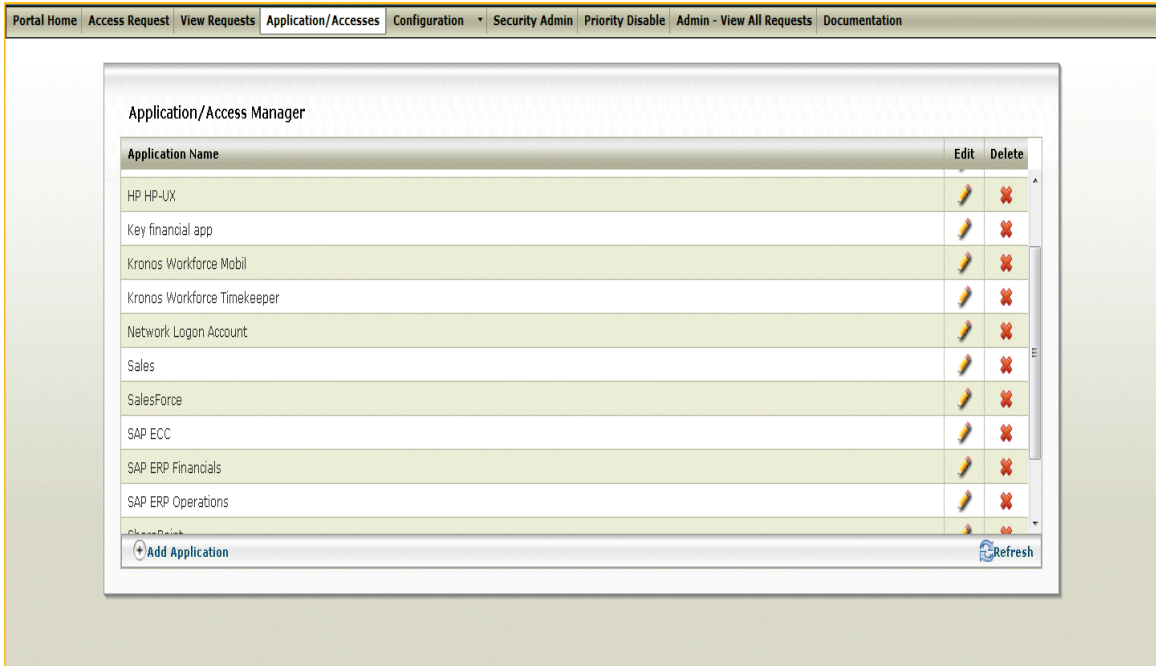 Portal Home Access Request View Requests Application/Accesses Configuration Security Admin Priority Disable Admin - View All Requests Documentation
Application/Access Manager
Application Name Edit Delete
HP HP-UX
Key financial app
Kronos Workforce Mobil
Kronos Workforce Timekeeper
Network Logon Account
Sales
SalesForce
SAP ECC
SAP ERP Financials
SAP ERP Operations
SharePoint
Add Application Refresh